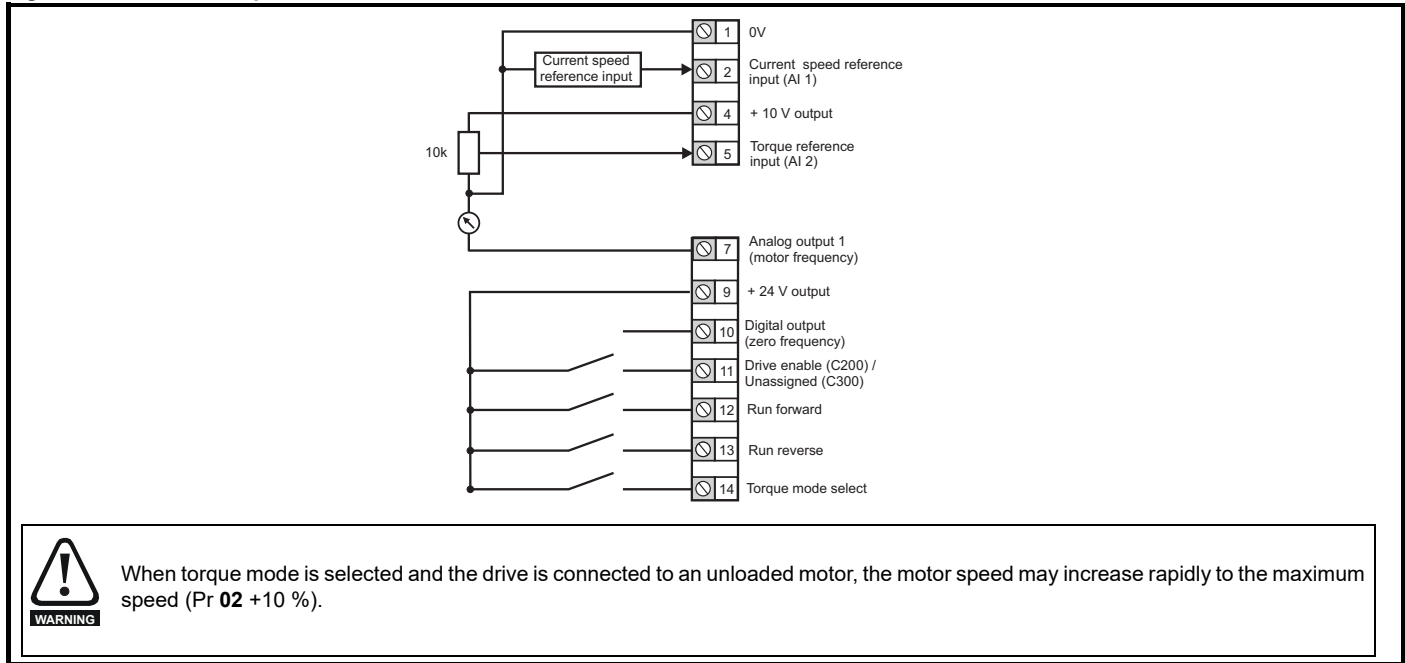 Current speed
reference input
10k
1 0V
2 Current speed reference
input (AI 1)
4 + 10 V output
5 Torque reference
input (AI 2)
7 Analog output 1
(motor frequency)
9 + 24 V output
10 Digital output
(zero frequency)
11 Drive enable (C200) /
Unassigned (C300)
12 Run forward
13 Run reverse
14 Torque mode select
WARNING
When torque mode is selected and the drive is connected to an unloaded motor, the motor speed may increase rapidly to the maximum
speed (Pr 02 +10 %).